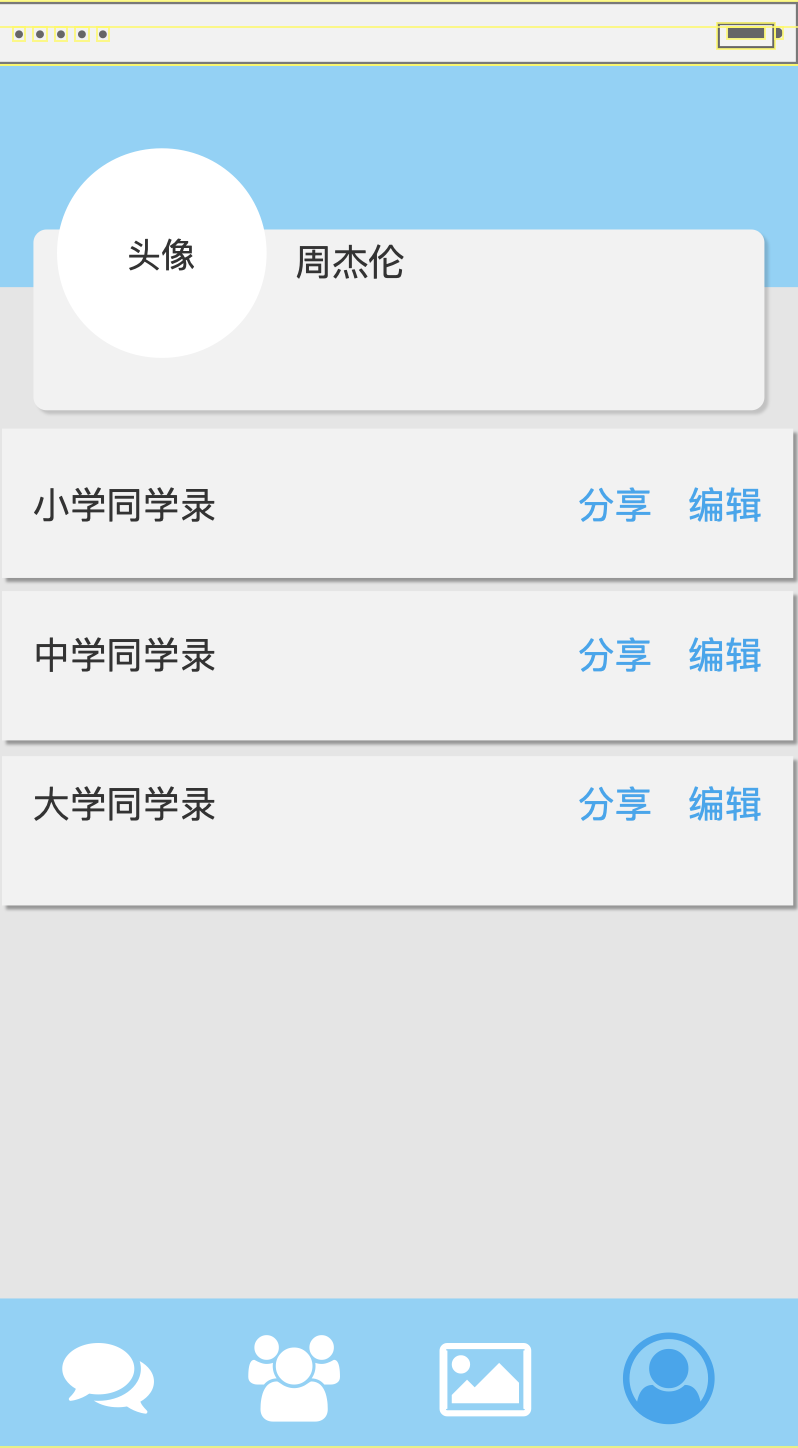 头像
周杰伦
小学同学录 分享 编辑
中学同学录 分享 编辑
大学同学录 分享 编辑